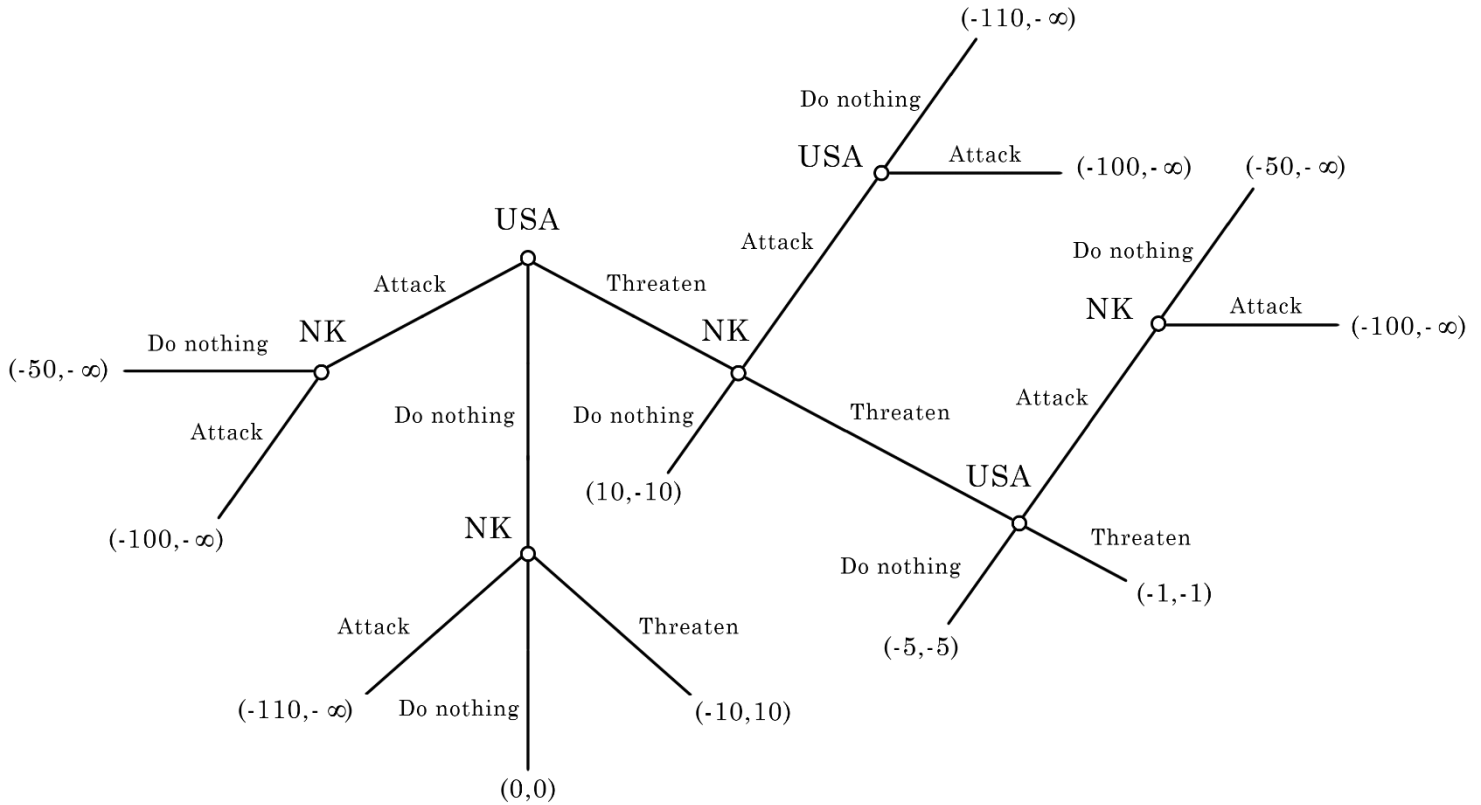 (-110,- ∞)
Do nothing
USA
Attack
(-100,- ∞)
(-50,- ∞)
USA
Attack
Do nothing
Attack
Threaten
NK
NK
NK
Attack
(-100,- ∞)
Do nothing
(-50,- ∞)
Attack
Do nothing
Do nothing
Threaten
Attack
(10,-10)
USA
(-100,- ∞)
NK
Threaten
Do nothing
(-1,-1)
Attack
Threaten
(-5,-5)
(-110,- ∞)
Do nothing
(-10,10)
(0,0)